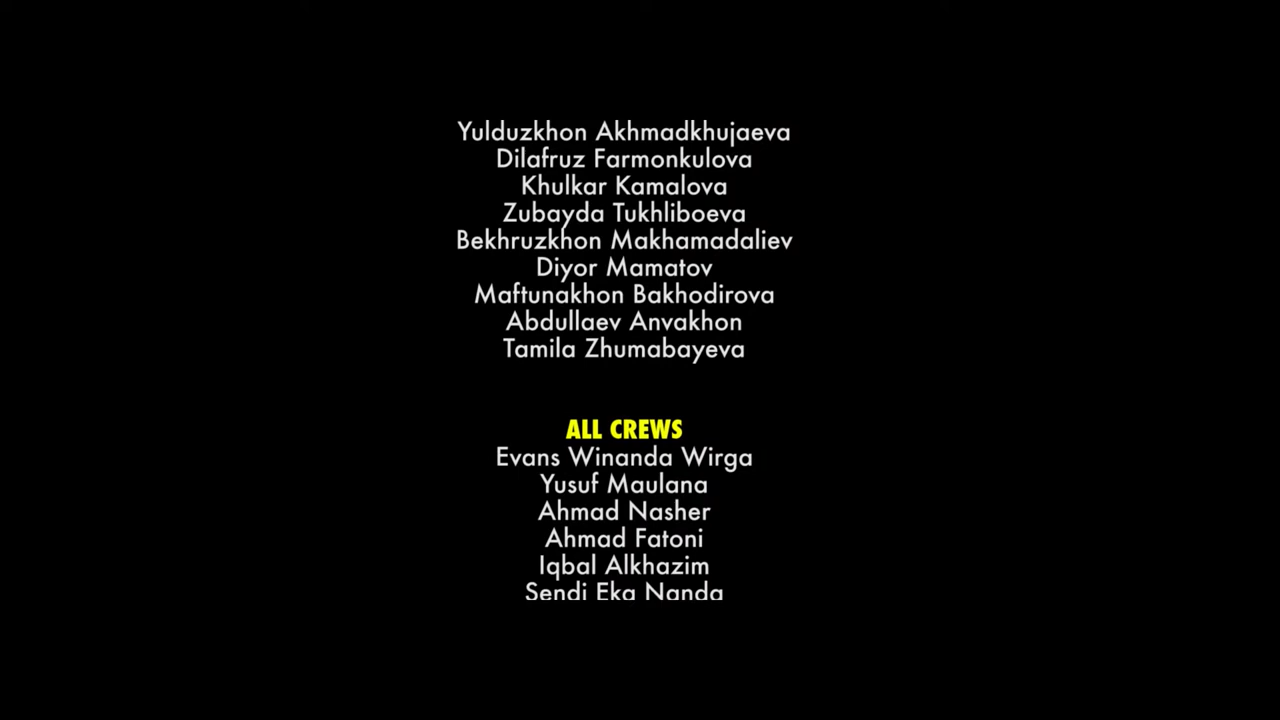 Yulduzkhon Akhmadkhujaeva
Dilafruz Farmonkulova
Khulkar Kamalova
Zubayda Tukhliboeva
Bekhruzkhon Makhamadaliev
Diyor Mamatov
Maftunakhon Bakhodirova
Abdullaev Anvakhon
Tamila Zhumabayeva
ALL CREWS
Evans Winanda Wirga
Yusuf Maulana
Ahmad Nasher
Ahmad Fatoni
Iqbal Alkhazim
Sendi Eka Nanda